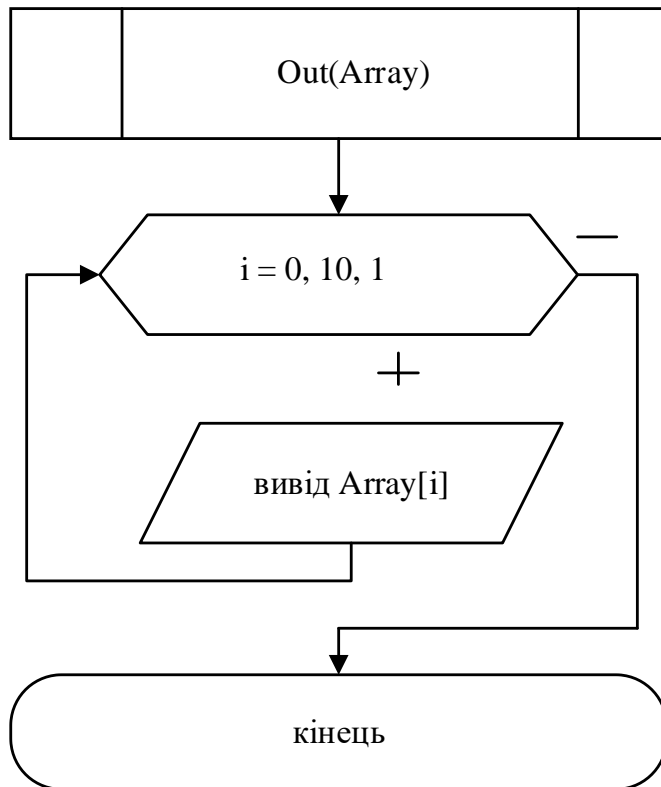 Out(Array)
—
i = 0, 10, 1
+
вивід Array[i]
кінець